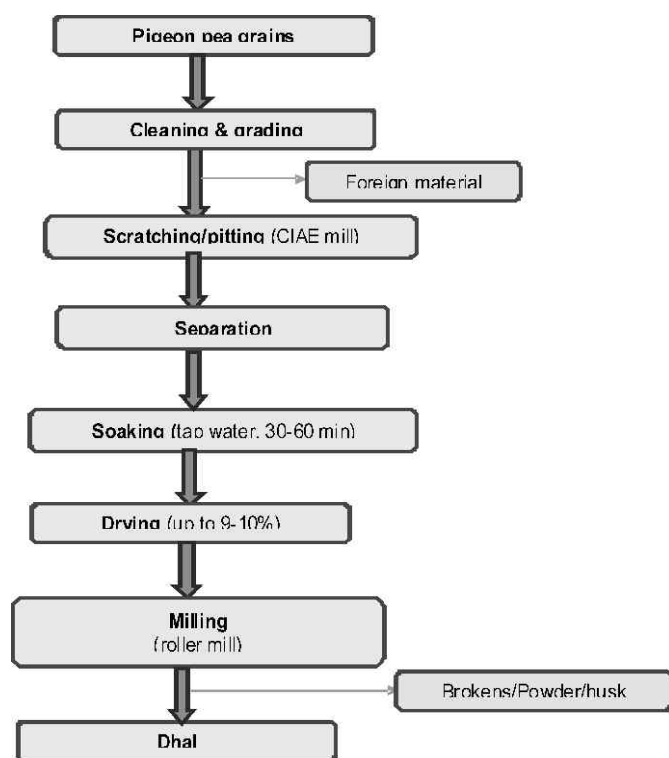 Pigeon pea grains
Cleaning & grading
Foreign material
Scratching/pitting (CIAE mill)
Separation
Soaking (tap water, 30-60 min)
Drying (up to 9-10%)
Milling
(roller mill)
Brokens/Powder/husk
Dhal